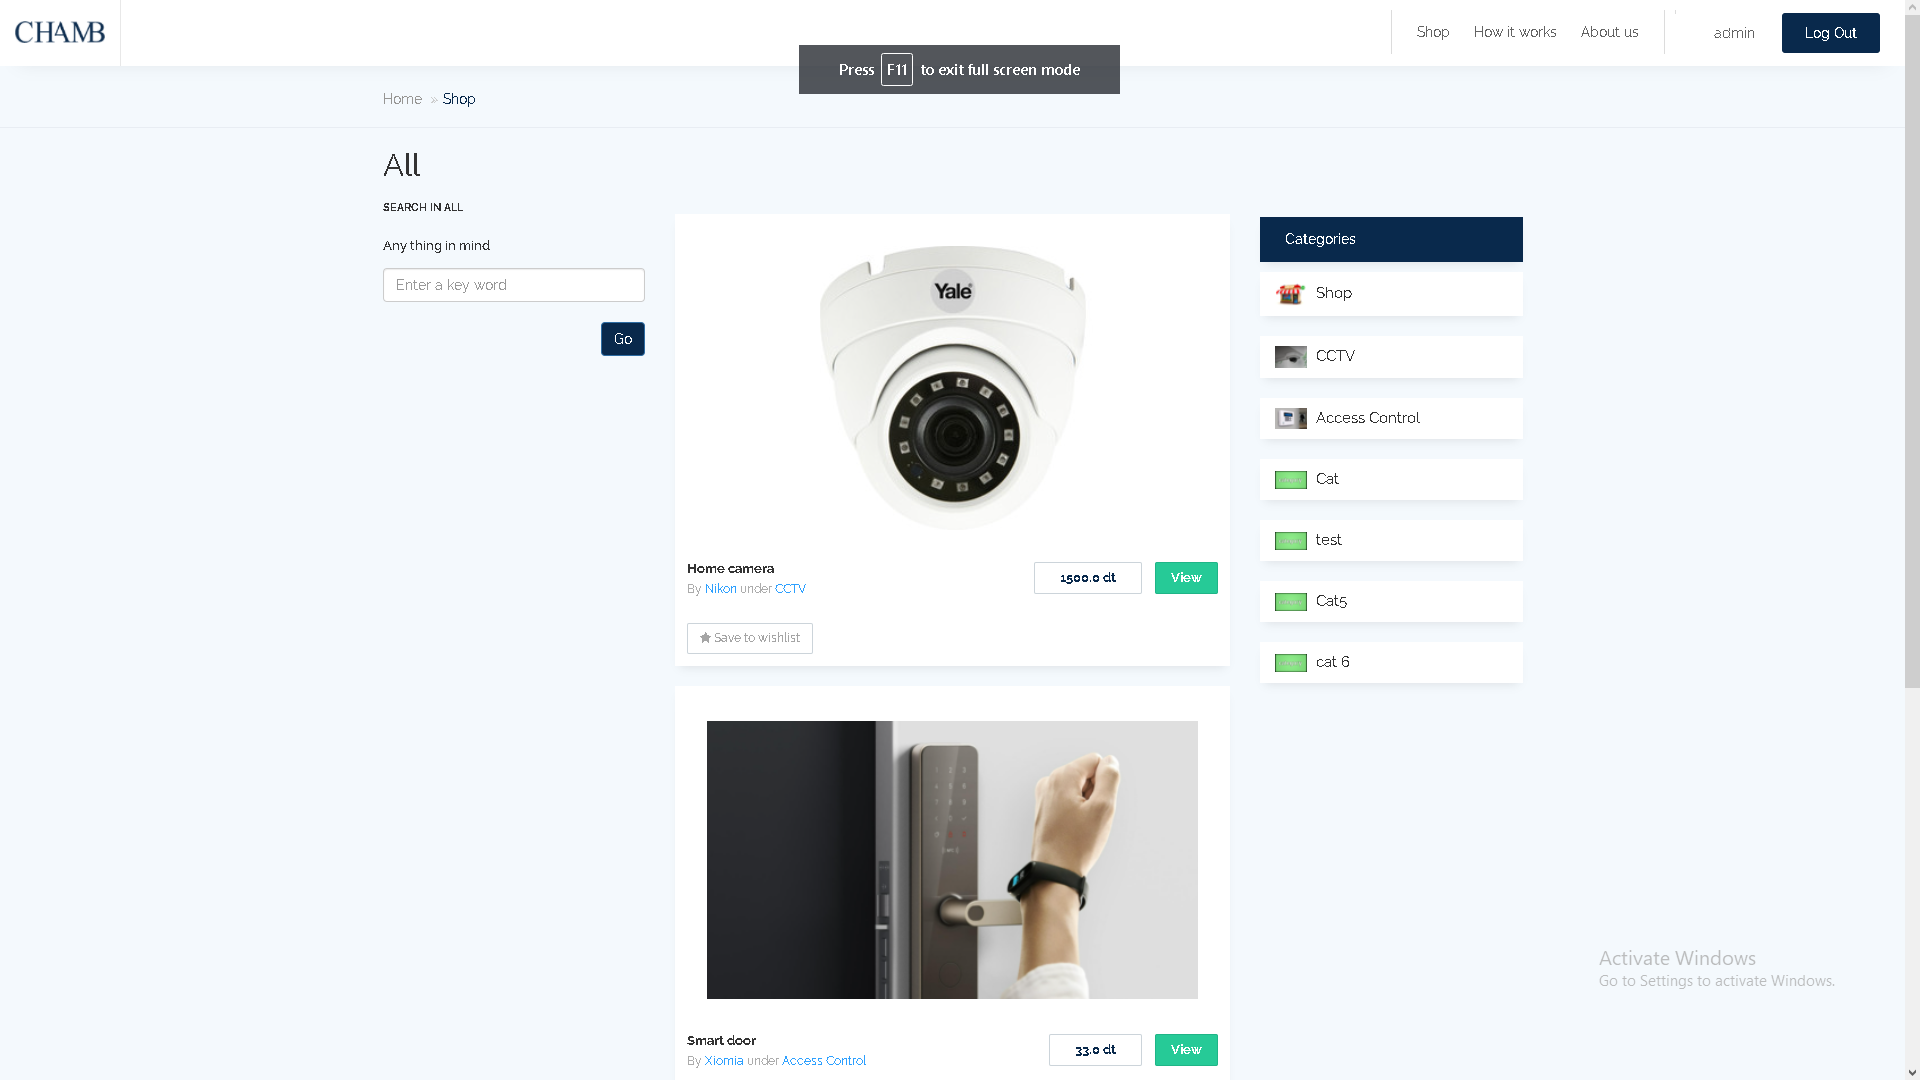 CHAMB
Shop
How it works
About us
admin
Log Out
Press F11 to exit full screen mode
Home » Shop
All
SEARCH IN ALL
Any thing in mind
Enter a key word
Go
Yale
Home camera
By Nikon under CCTV
1500.0 dt
View
Save to wishlist
Smart door
By Xiomia under Access Control
33.0 dt
View
Categories
Shop
CCTV
Access Control
Cat
test
Cat5
cat 6
Activate Windows
Go to Settings to activate Windows.